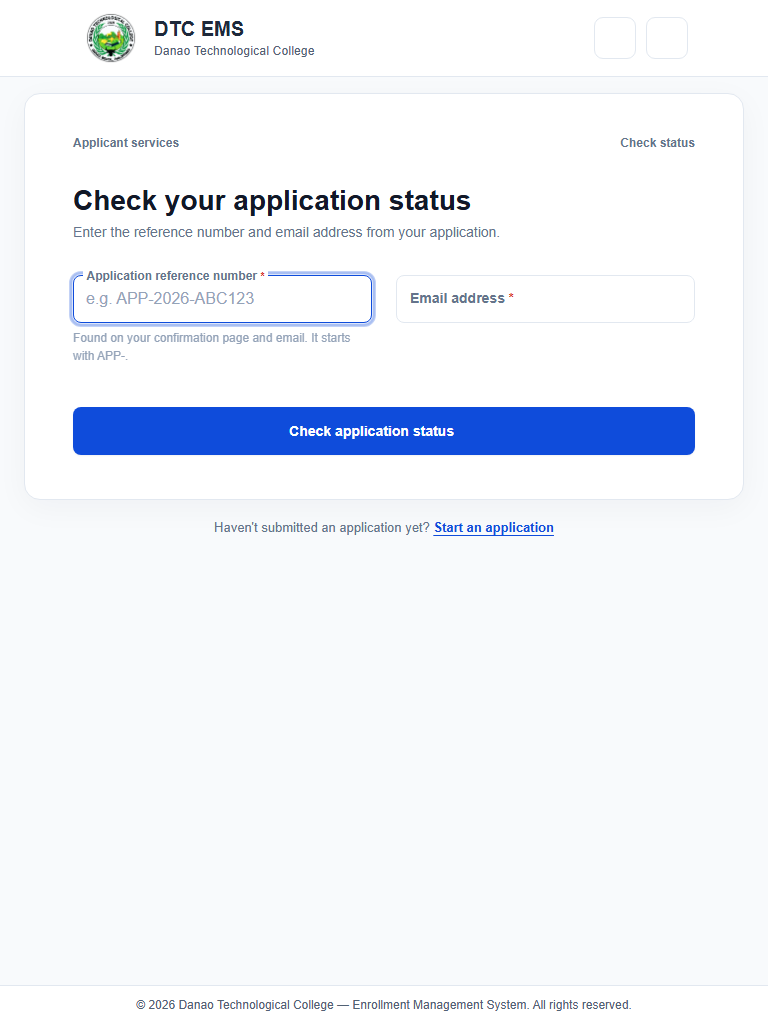 DTC EMS
Danao Technological College
Applicant services
Check status
Check your application status
Enter the reference number and email address from your application.
Application reference number *
e.g. APP-2026-ABC123
Email address *
Found on your confirmation page and email. It starts
with APP-.
Check application status
Haven't submitted an application yet? Start an application
© 2026 Danao Technological College — Enrollment Management System. All rights reserved.